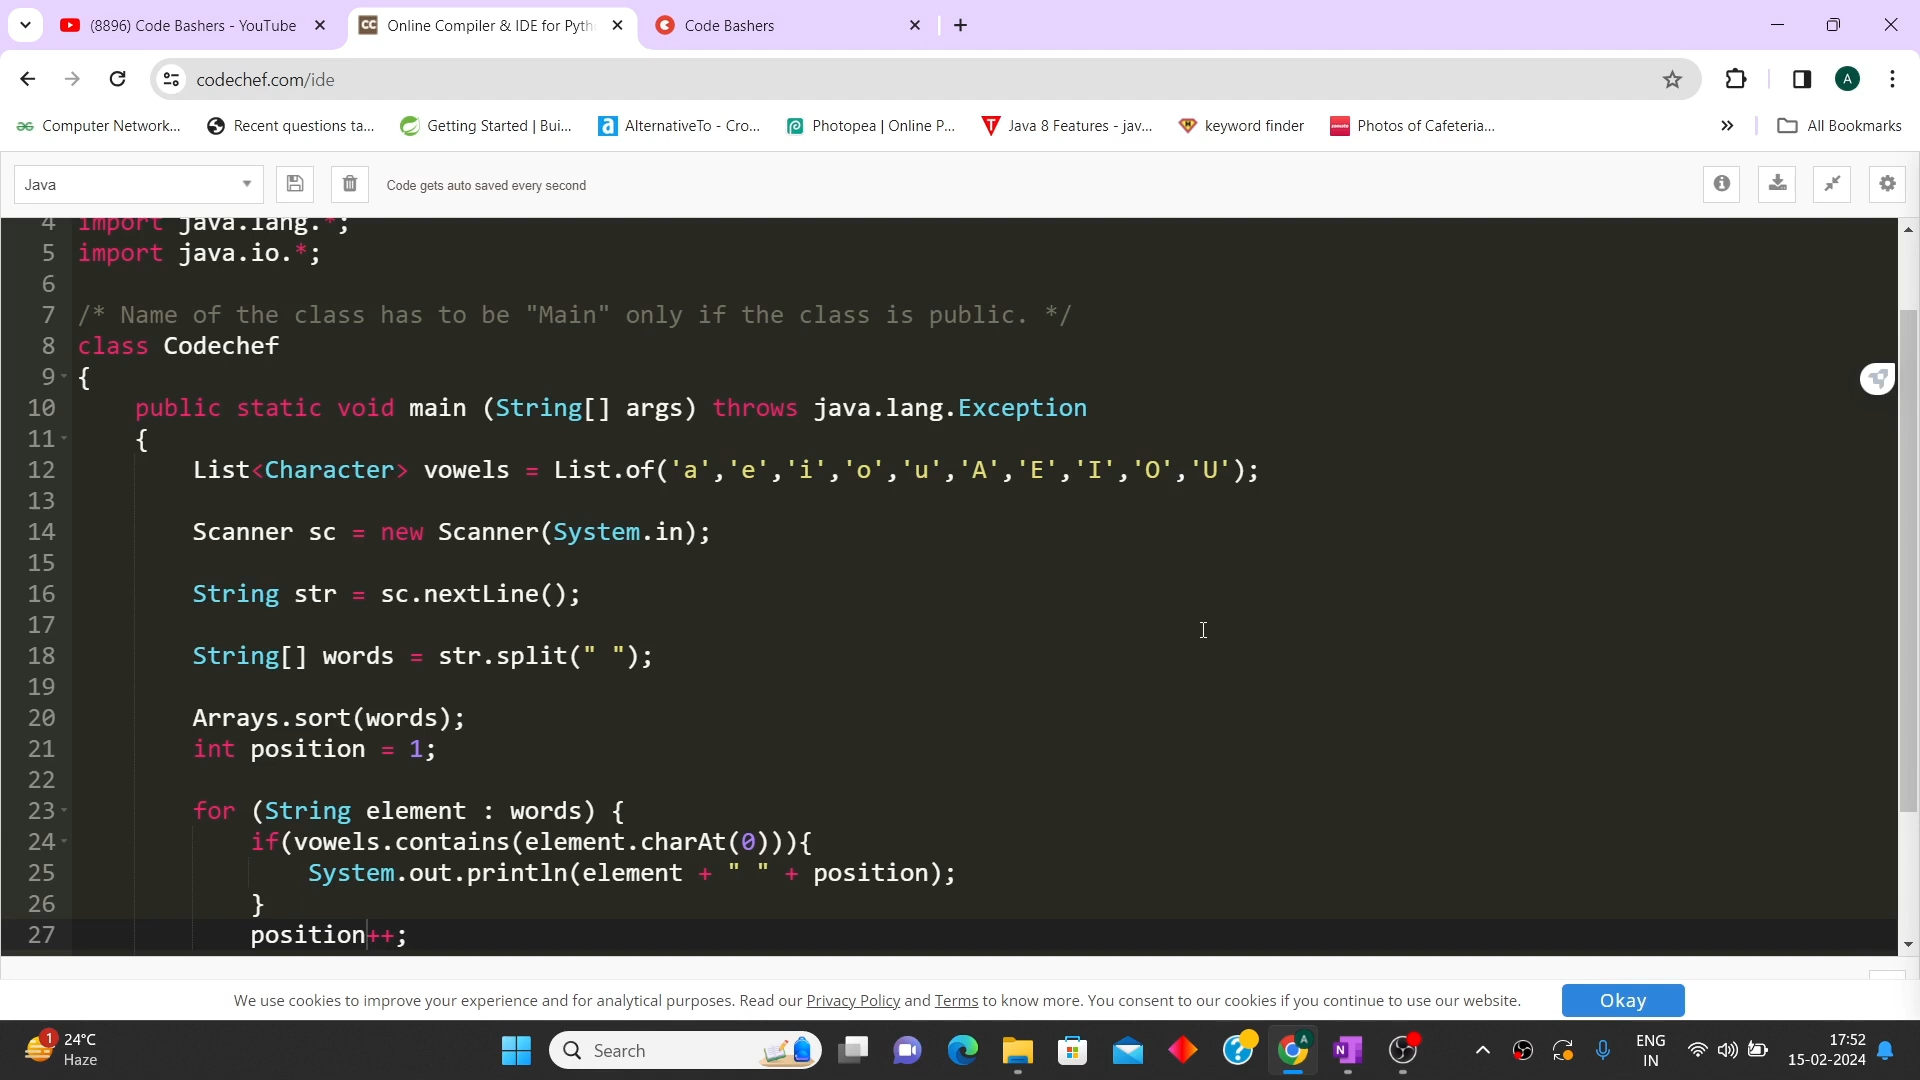 (8896) Code Bashers - YouTube
Online Compiler & IDE for Pyth
Code Bashers
codechef.com/ide
A
Computer Network...
Recent questions ta...
Getting Started | Bui...
AlternativeTo - Cro...
Photopea | Online P...
Java 8 Features - jav...
keyword finder
Photos of Cafeteria...
All Bookmarks
Java
Code gets auto saved every second
4 import java.lang.*;
5 import java.io.*;
6
7 /* Name of the class has to be "Main" only if the class is public. */
8 class Codechef
9 {
10 public static void main (String[] args) throws java.lang.Exception
11 {
12 List<Character> vowels = List.of('a','e','i','o','u','A','E','I','O','U');
13
14 Scanner sc = new Scanner(System.in);
15
16 String str = sc.nextLine();
17
18 String[] words = str.split(" ");
19
20 Arrays.sort(words);
21 int position = 1;
22
23 for (String element : words) {
24 if(vowels.contains(element.charAt(0))){
25 System.out.println(element + " " + position);
26 }
27 position++;
We use cookies to improve your experience and for analytical purposes. Read our Privacy Policy and Terms to know more. You consent to our cookies if you continue to use our website.
Okay
1
24°C
Haze
Search
ENG
IN
17:52
15-02-2024